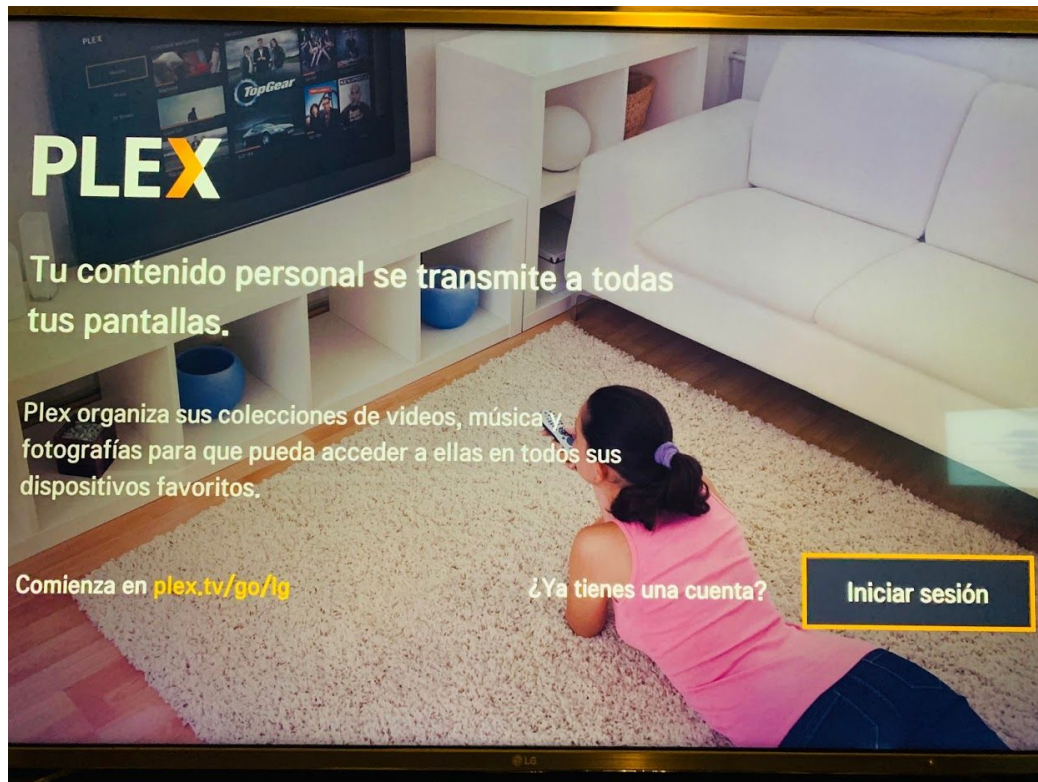 PLEX
TopGear
PLEX
Tu contenido personal se transmite a todas
tus pantallas.
Plex organiza sus colecciones de videos, música y
fotografías para que pueda acceder a ellas en todos sus
dispositivos favoritos.
Comienza en plex.tv/go/lg
¿Ya tienes una cuenta?
Iniciar sesión
LG